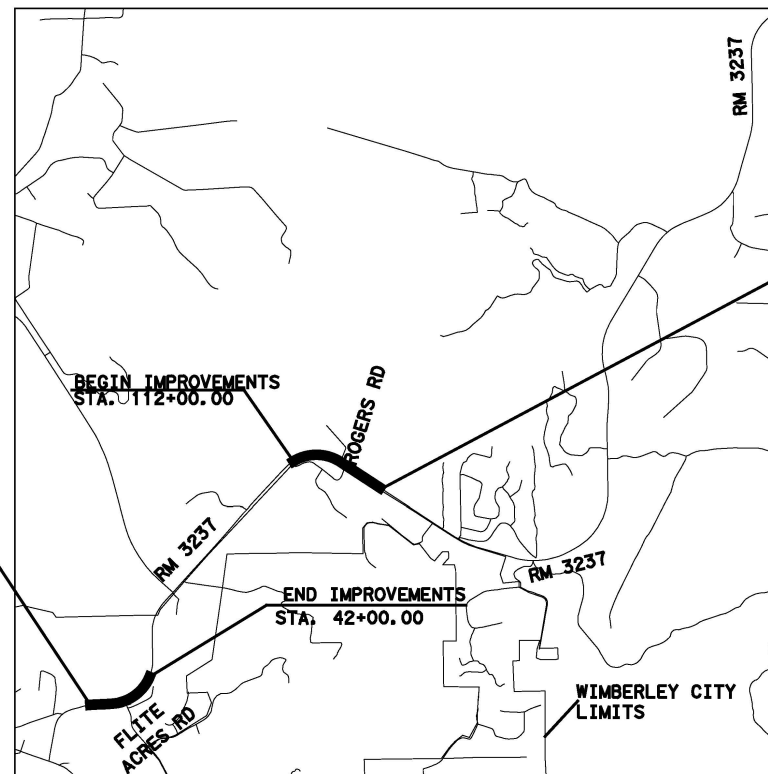 RM 3237
BEGIN IMPROVEMENTS
STA. 112+00.00
ROGERS RD
RM 3237
RM 3237
END IMPROVEMENTS
STA. 42+00.00
WIMBERLEY CITY
LIMITS
FLITE
ACRES RD